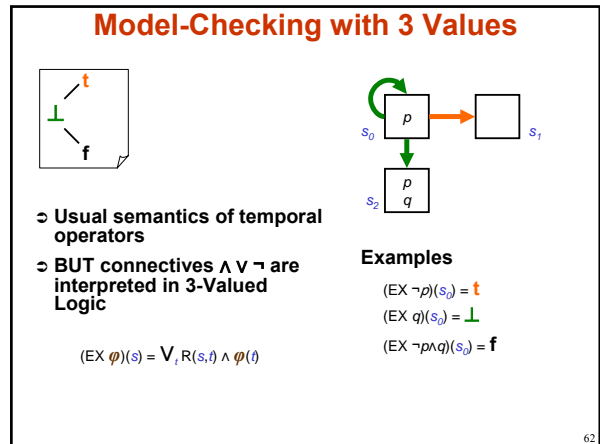 Model-Checking with 3 Values
t
⊥
f
p
s0
s1
p
q
s2
➲ Usual semantics of temporal
operators
➲ BUT connectives ∧ ∨ ¬ are
interpreted in 3-Valued
Logic
(EX φ)(s) = ∨t R(s,t) ∧ φ(t)
Examples
(EX ¬p)(s0) = t
(EX q)(s0) = ⊥
(EX ¬p∧q)(s0) = f
62